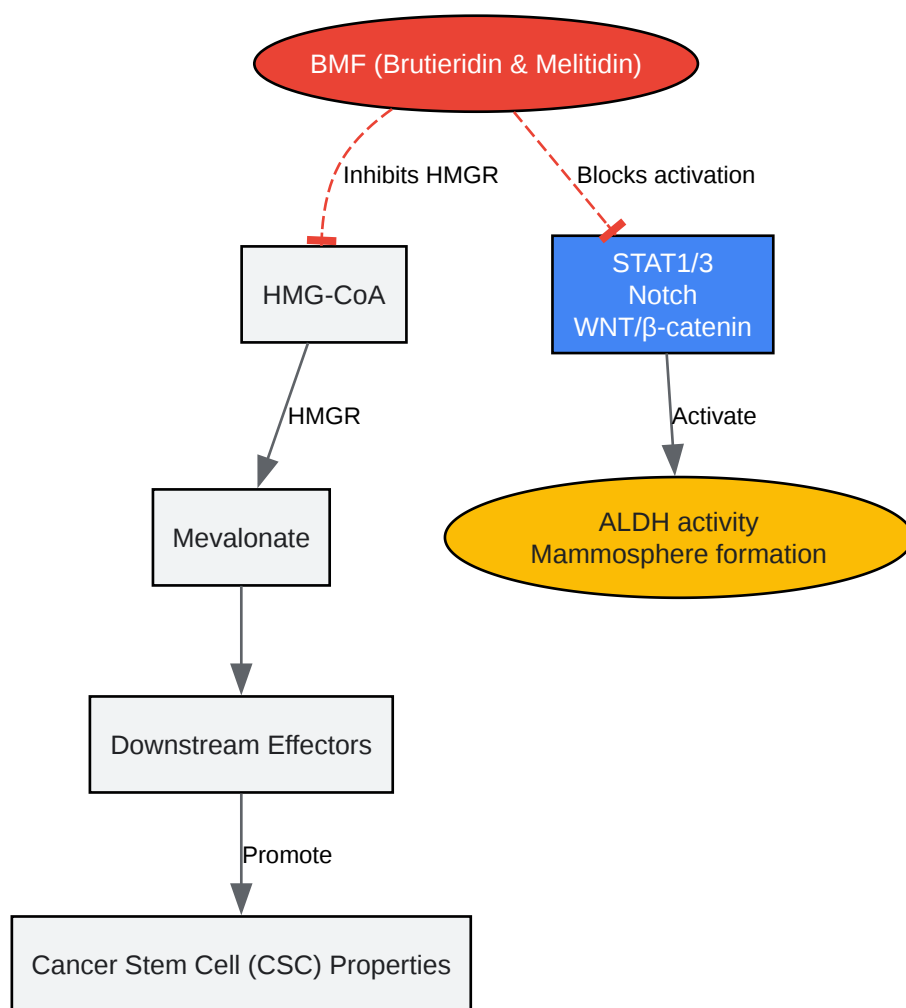 BMF (Brutieridin & Melitidin)
Inhibits HMGR
Blocks activation
HMG-CoA
STAT1/3
Notch
WNT/β-catenin
HMGR
Activate
Mevalonate
ALDH activity
Mammosphere formation
Downstream Effectors
Promote
Cancer Stem Cell (CSC) Properties